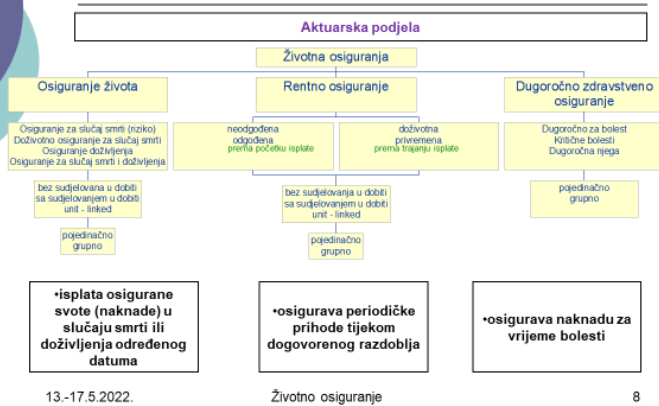 Aktuarska podjela
Životna osiguranja
Osiguranje života
Rentno osiguranje
Dugoročno zdravstveno
osiguranje
Osiguranje za slučaj smrti (riziko)
Doživotno osiguranje za slučaj smrti
Osiguranje doživljenja
Osiguranje za slučaj smrti i doživljenja
neodgođena
odgođena
prema početku isplate
doživotna
privremena
prema trajanju isplate
Dugoročno za bolest
Kritične bolesti
Dugoročna njega
bez sudjelovana u dobiti
sa sudjelovanjem u dobiti
unit - linked
bez sudjelovanja u dobiti
sa sudjelovanjem u dobiti
unit - linked
pojedinačno
grupno
pojedinačno
grupno
pojedinačno
grupno
•isplata osigurane
svote (naknade) u
slučaju smrti ili
doživljenja određenog
datuma
•osigurava periodičke
prihode tijekom
dogovorenog razdoblja
•osigurava naknadu za
vrijeme bolesti
13.-17.5.2022.
Životno osiguranje
8